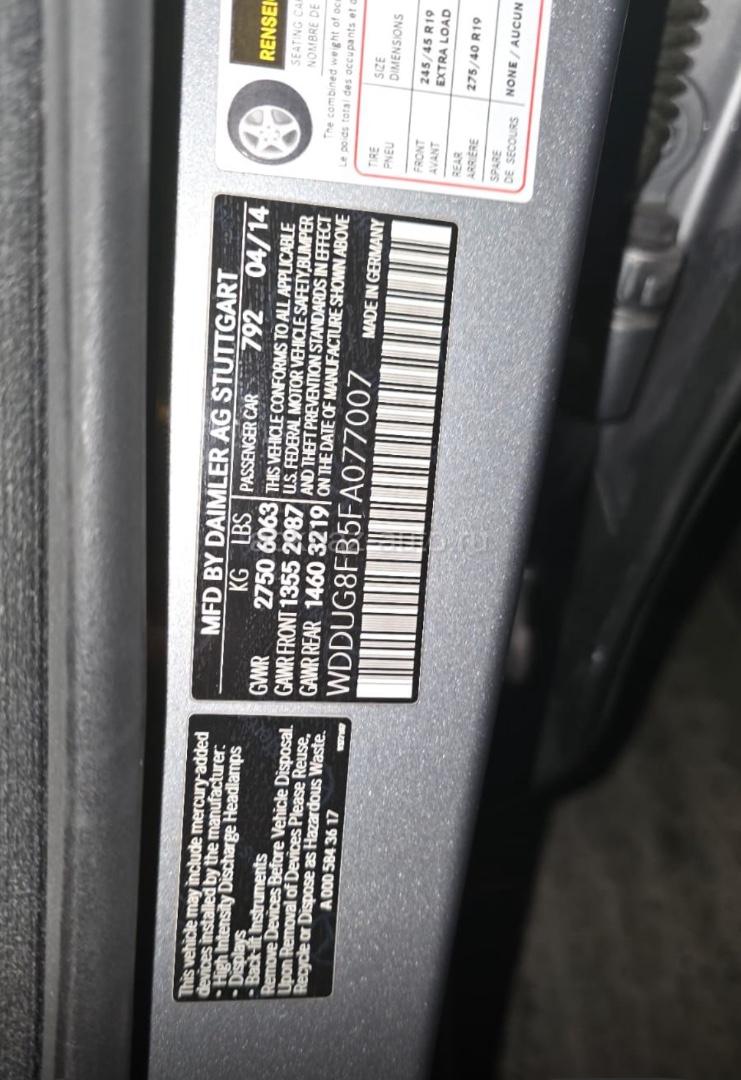 RENSEI
SEATING CA
NOMBRE DE
The combined weight of oc
Le poids total des occupants et d
TIRE SIZE
PNEU DIMENSIONS
FRONT 245/45 R19
AVANT EXTRA LOAD
REAR 275/40 R19
ARRIÈRE
SPARE NONE / AUCUN
DE SECOURS
MFD BY DAIMLER AG STUTTGART
KG LBS PASSENGER CAR 792 04/14
GVWR 2750 6063 THIS VEHICLE CONFORMS TO ALL APPLICABLE
GAWR FRONT 1355 2987 U.S. FEDERAL MOTOR VEHICLE SAFETY, BUMPER
GAWR REAR 1460 3219 AND THEFT PREVENTION STANDARDS IN EFFECT
ON THE DATE OF MANUFACTURE SHOWN ABOVE
WDDUG8FB5FA077007 MADE IN GERMANY
This vehicle may include mercury-added
devices installed by the manufacturer:
- High Intensity Discharge Headlamps
- Displays
- Back-lit Instruments
Remove Devices Before Vehicle Disposal.
Upon Removal of Devices Please Reuse,
Recycle or Dispose as Hazardous Waste.
A 000 584 36 17